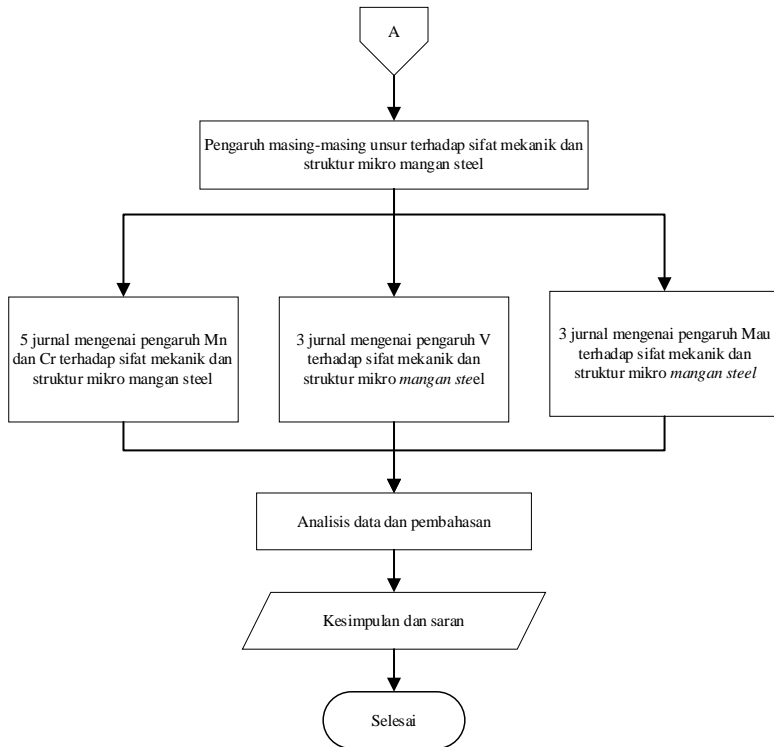 A
Pengaruh masing-masing unsur terhadap sifat mekanik dan
struktur mikro mangan steel
5 jurnal mengenai pengaruh Mn
dan Cr terhadap sifat mekanik dan
struktur mikro mangan steel
3 jurnal mengenai pengaruh V
terhadap sifat mekanik dan
struktur mikro mangan steel
3 jurnal mengenai pengaruh Mau
terhadap sifat mekanik dan
struktur mikro mangan steel
Analisis data dan pembahasan
Kesimpulan dan saran
Selesai